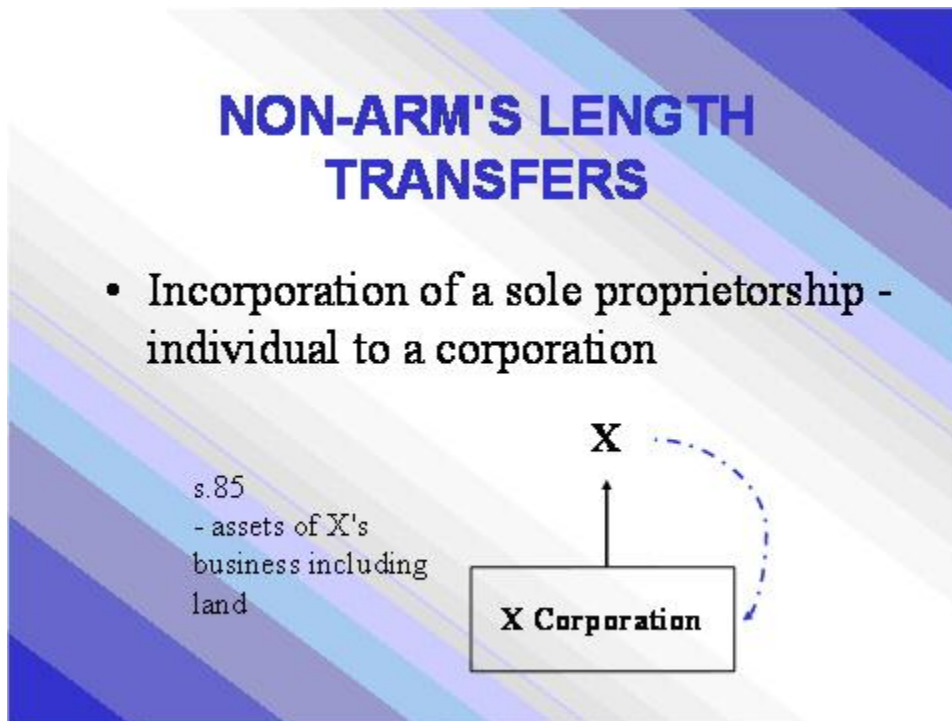 NON-ARM'S LENGTH
TRANSFERS
• Incorporation of a sole proprietorship -
individual to a corporation
X
s.85
- assets of X's
business including
land
X Corporation